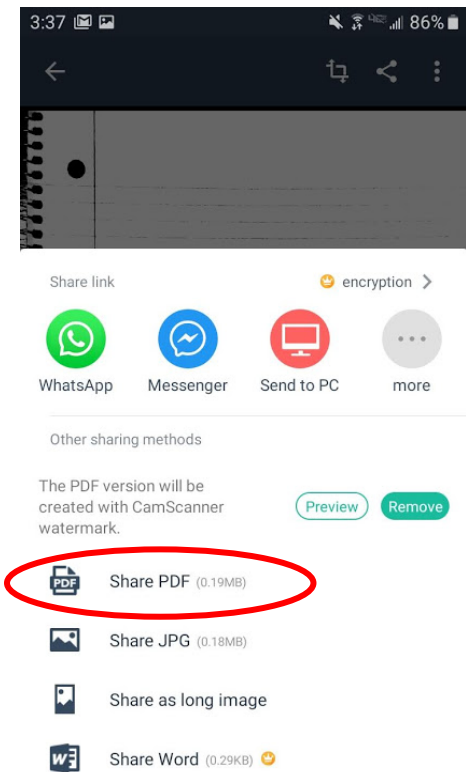 3:37 86%
Share link encryption >
WhatsApp Messenger Send to PC more
Other sharing methods
The PDF version will be
created with CamScanner
watermark.
Preview Remove
PDF Share PDF (0.19MB)
Share JPG (0.18MB)
Share as long image
W Share Word (0.29KB)